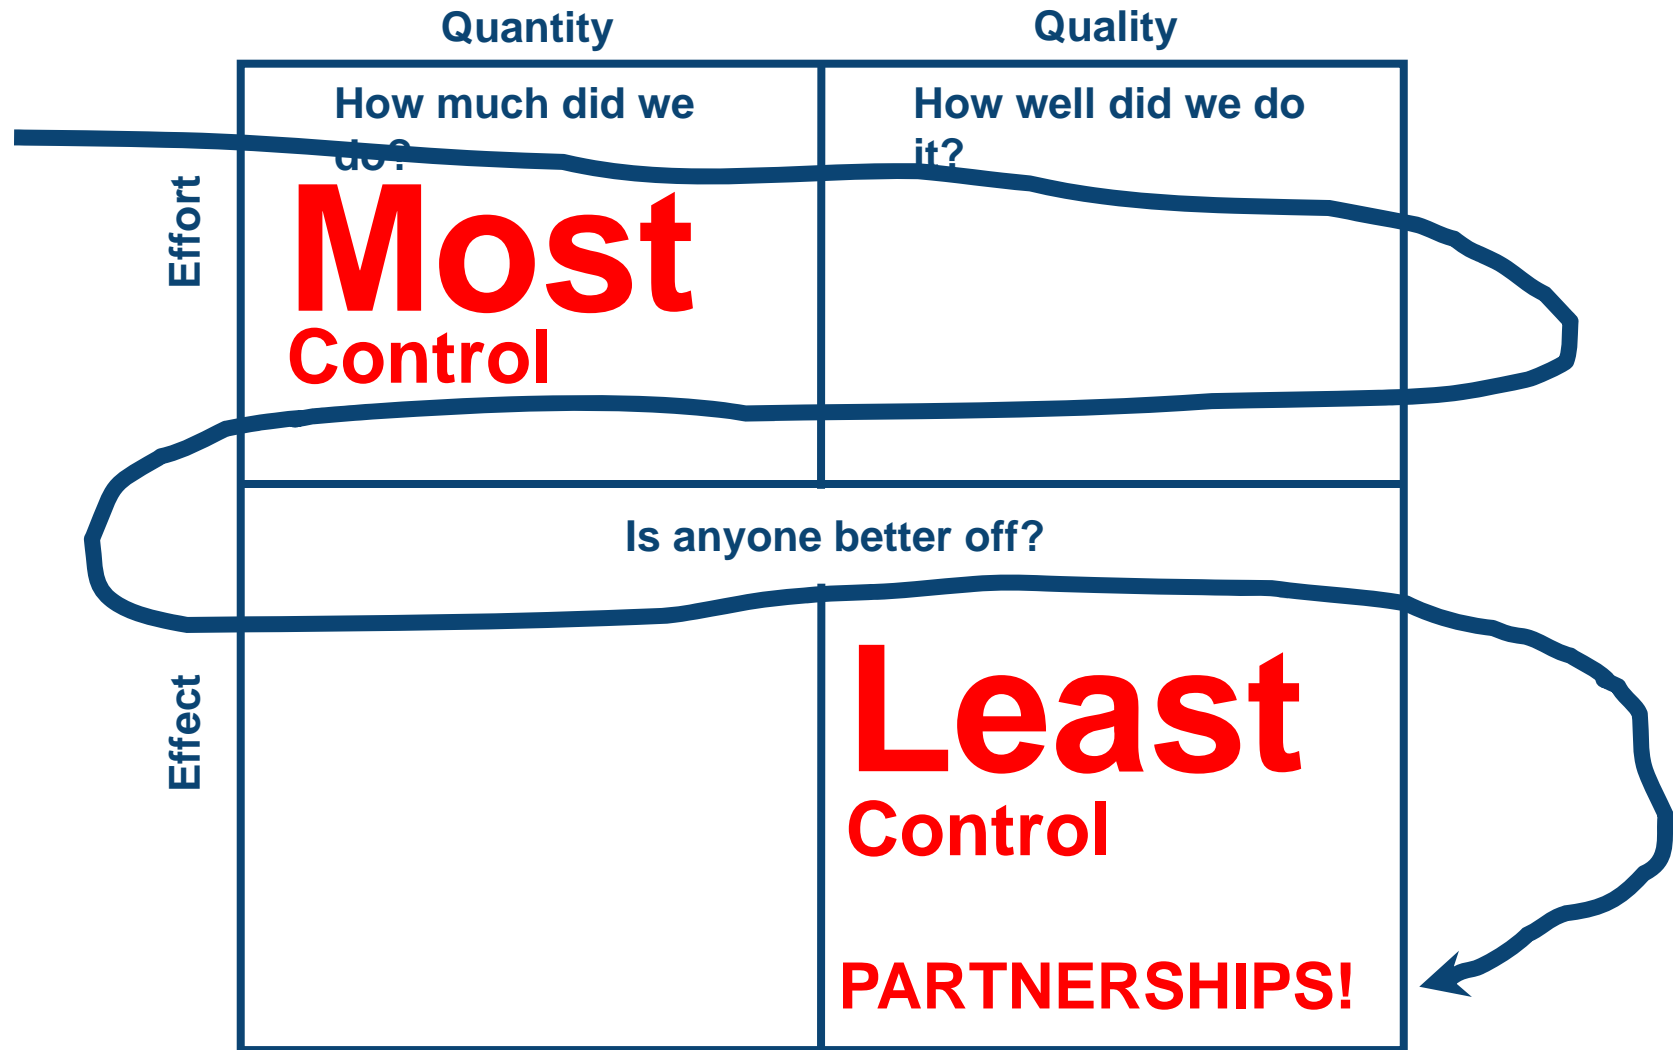 Quantity
Quality
How much did we
do?
How well did we do
it?
Effort
Most
Control
Is anyone better off?
Effect
Least
Control
PARTNERSHIPS!